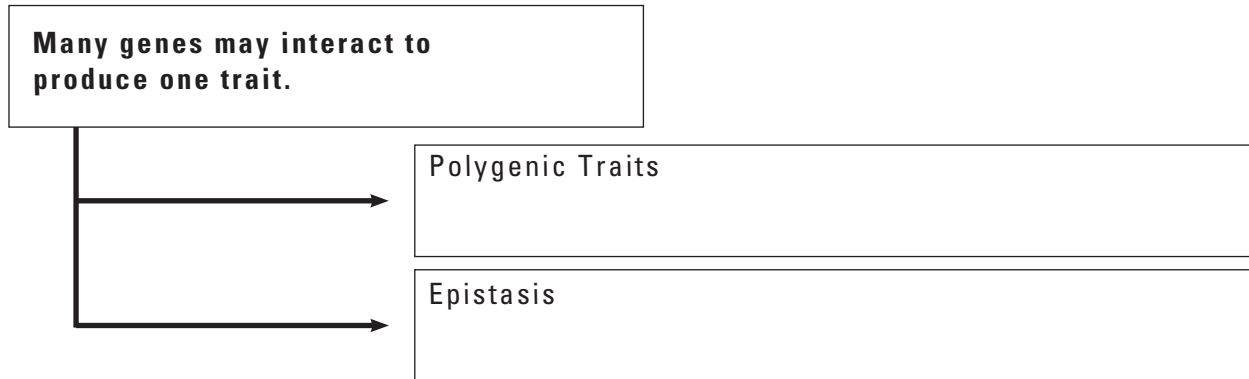 Many genes may interact to
produce one trait.
Polygenic Traits
Epistasis